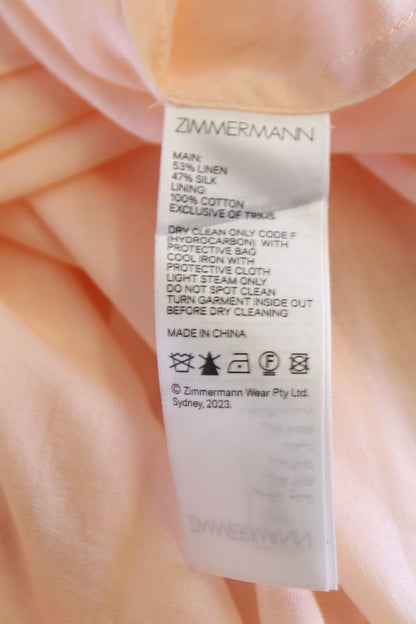 ZIMMERMANN
MAIN:
53% LINEN
47% SILK
LINING:
100% COTTON
EXCLUSIVE OF TRIMS
DRY CLEAN ONLY CODE F
(HYDROCARBON) WITH
PROTECTIVE BAG
COOL IRON WITH
PROTECTIVE CLOTH
LIGHT STEAM ONLY
DO NOT SPOT CLEAN
TURN GARMENT INSIDE OUT
BEFORE DRY CLEANING
MADE IN CHINA
F
© Zimmermann Wear Pty Ltd.
Sydney, 2023.
ZIMMERMANN